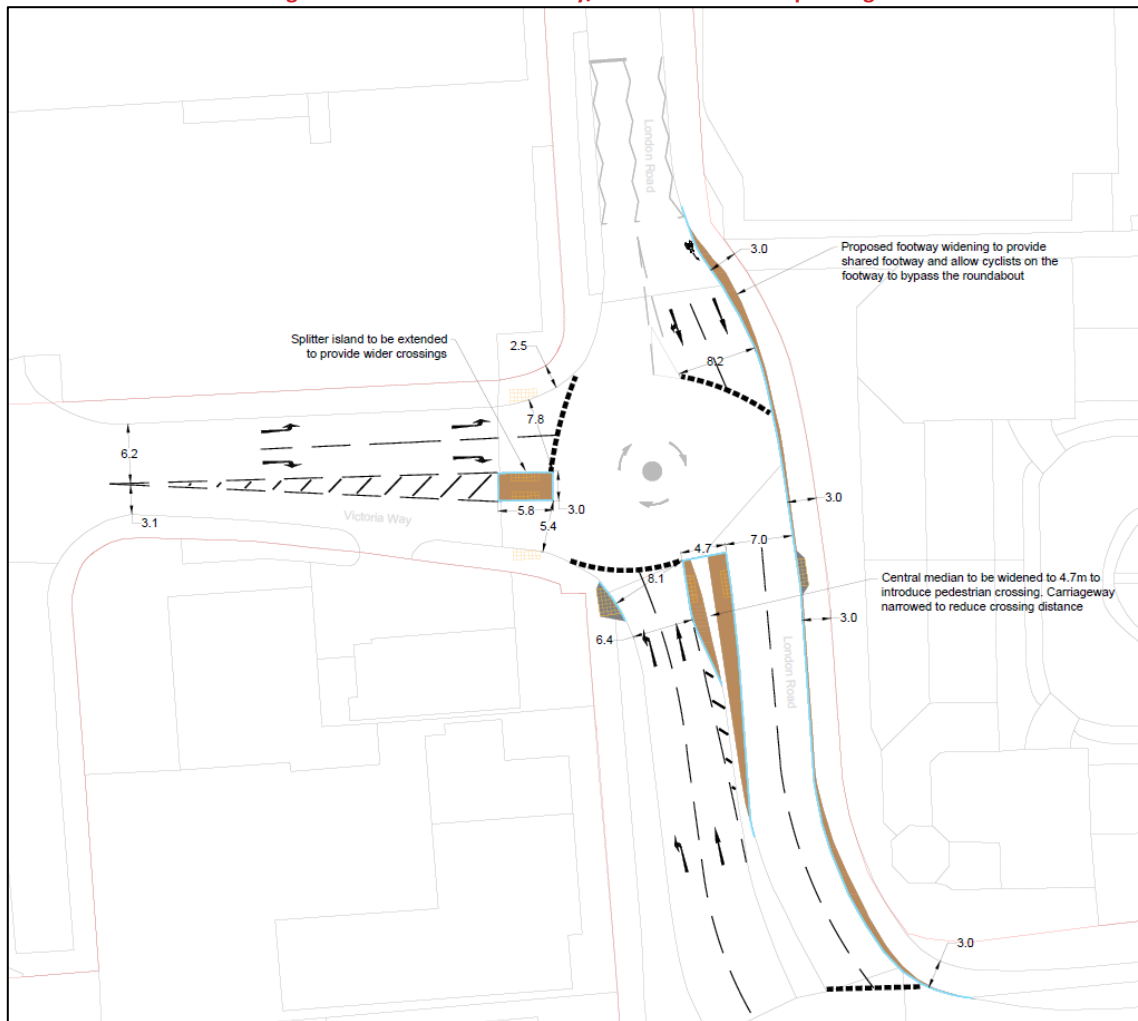 London Road
3.0
Proposed footway widening to provide
shared footway and allow cyclists on the
footway to bypass the roundabout
Splitter island to be extended
to provide wider crossings
2.5
8.2
7.8
6.2
3.0
5.8
3.0
5.4
3.1
Victoria Way
4.7
7.0
8.1
Central median to be widened to 4.7m to
introduce pedestrian crossing. Carriageway
narrowed to reduce crossing distance
3.0
6.4
London Road
3.0